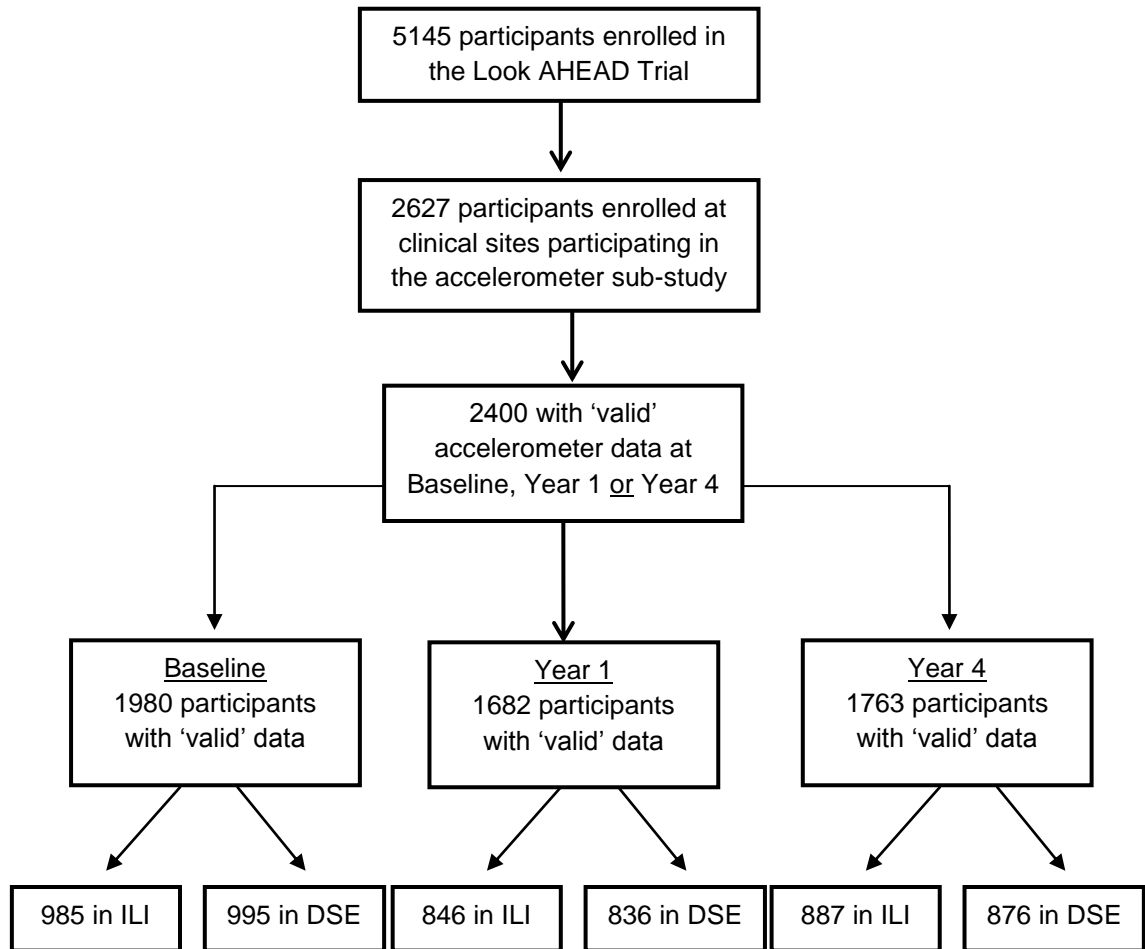 5145 participants enrolled in
the Look AHEAD Trial
2627 participants enrolled at
clinical sites participating in
the accelerometer sub-study
2400 with ‘valid’
accelerometer data at
Baseline, Year 1 or Year 4
Baseline
1980 participants
with ‘valid’ data
Year 1
1682 participants
with ‘valid’ data
Year 4
1763 participants
with ‘valid’ data
985 in ILI
995 in DSE
846 in ILI
836 in DSE
887 in ILI
876 in DSE